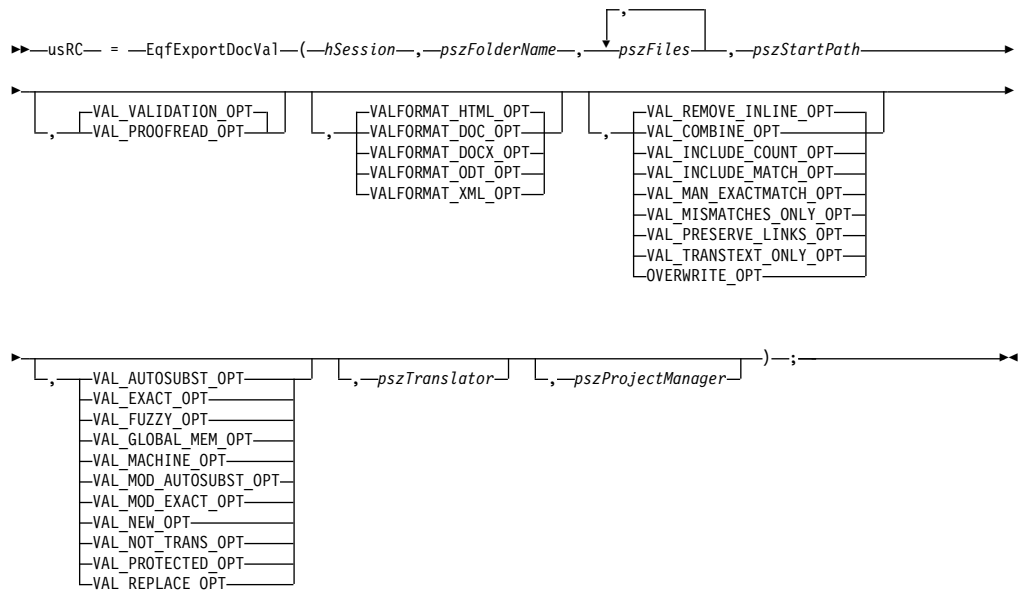 ,
usRC = EqfExportDocVal ( hSession , pszFolderName , pszFiles , pszStartPath
, VAL_VALIDATION_OPT , VALFORMAT_HTML_OPT , VAL_REMOVE_INLINE_OPT
VAL_PROOFREAD_OPT VALFORMAT_DOC_OPT VAL_COMBINE_OPT
VALFORMAT_DOCX_OPT VAL_INCLUDE_COUNT_OPT
VALFORMAT_ODT_OPT VAL_INCLUDE_MATCH_OPT
VALFORMAT_XML_OPT VAL_MAN_EXACTMATCH_OPT
VAL_MISMATCHES_ONLY_OPT
VAL_PRESERVE_LINKS_OPT
VAL_TRANSTEXT_ONLY_OPT
OVERWRITE_OPT
) ;
, VAL_AUTOSUBST_OPT , pszTranslator , pszProjectManager
VAL_EXACT_OPT
VAL_FUZZY_OPT
VAL_GLOBAL_MEM_OPT
VAL_MACHINE_OPT
VAL_MOD_AUTOSUBST_OPT
VAL_MOD_EXACT_OPT
VAL_NEW_OPT
VAL_NOT_TRANS_OPT
VAL_PROTECTED_OPT
VAL_REPLACE_OPT